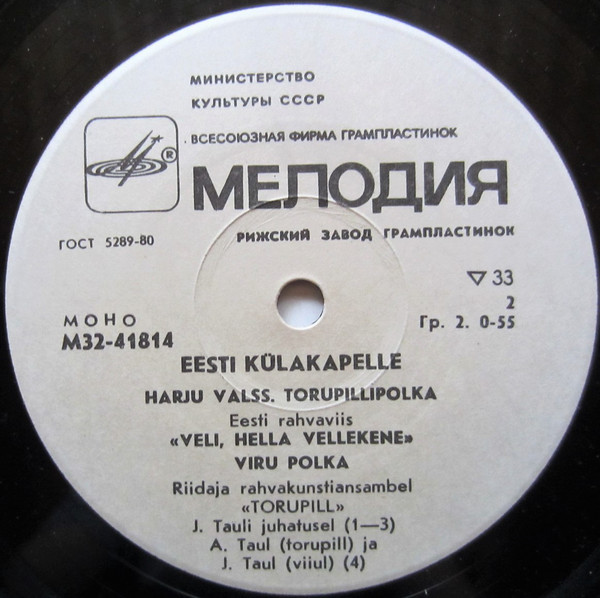 МИНИСТЕРСТВО
КУЛЬТУРЫ СССР
ВСЕСОЮЗНАЯ ФИРМА ГРАМПЛАСТИНОК
®
МЕЛОДИЯ
ГОСТ 5289-80
РИЖСКИЙ ЗАВОД ГРАМПЛАСТИНОК
▽ 33
2
МОНО
Гр. 2. 0-55
М32-41814
EESTI KÜLAKAPELLE
HARJU VALSS. TORUPILLIPOLKA
Eesti rahvaviis
«VELI, HELLA VELLEKENE»
VIRU POLKA
Riidaja rahvakunstiansambel
«TORUPILL»
J. Tauli juhatusel (1—3)
A. Taul (torupill) ja
J. Taul (viiul) (4)